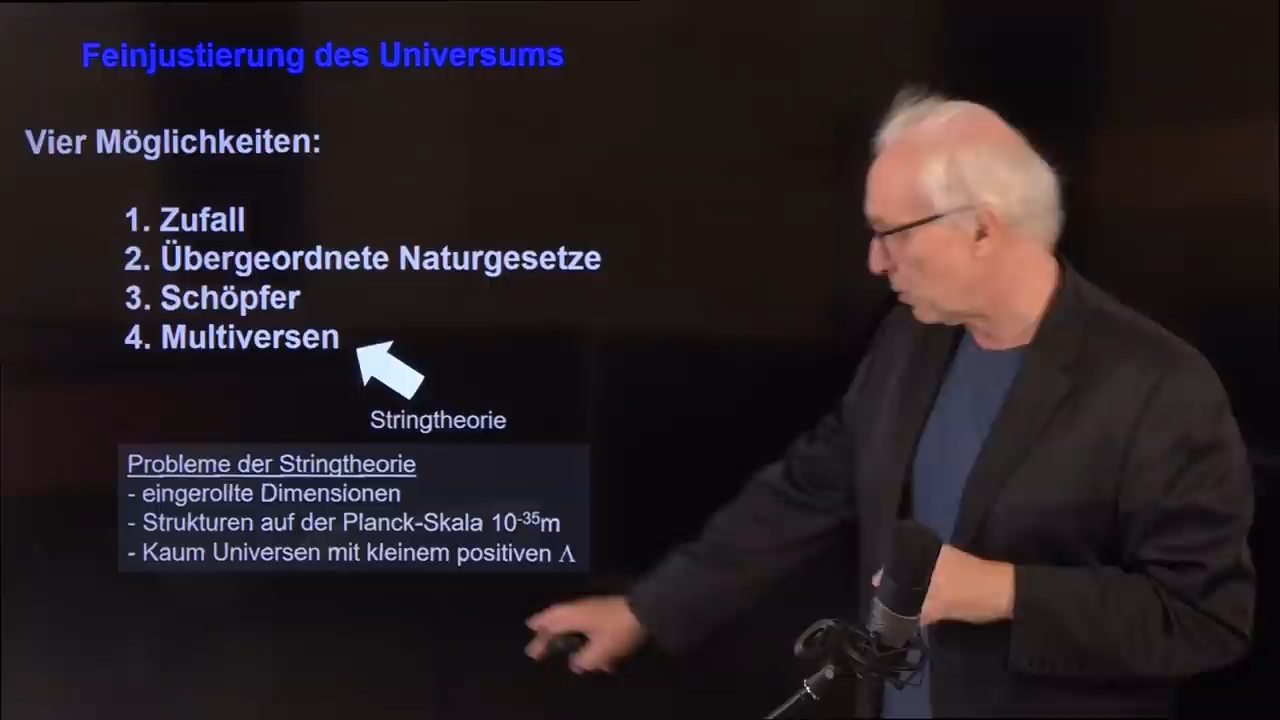 Feinjustierung des Universums
Vier Möglichkeiten:
1. Zufall
2. Übergeordnete Naturgesetze
3. Schöpfer
4. Multiversen
Stringtheorie
Probleme der Stringtheorie
- eingerollte Dimensionen
- Strukturen auf der Planck-Skala 10⁻³⁵m
- Kaum Universen mit kleinem positiven Λ